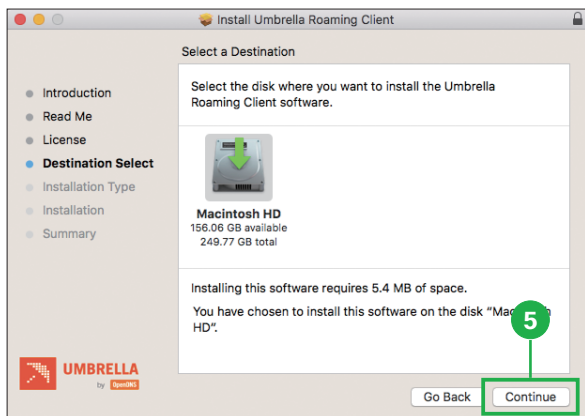 Install Umbrella Roaming Client
Select a Destination
Introduction
Read Me
License
Destination Select
Installation Type
Installation
Summary
Select the disk where you want to install the Umbrella
Roaming Client software.
Macintosh HD
156.06 GB available
249.77 GB total
Installing this software requires 5.4 MB of space.
You have chosen to install this software on the disk
HD".
5
UMBRELLA
by OpenDNS
Go Back
Continue